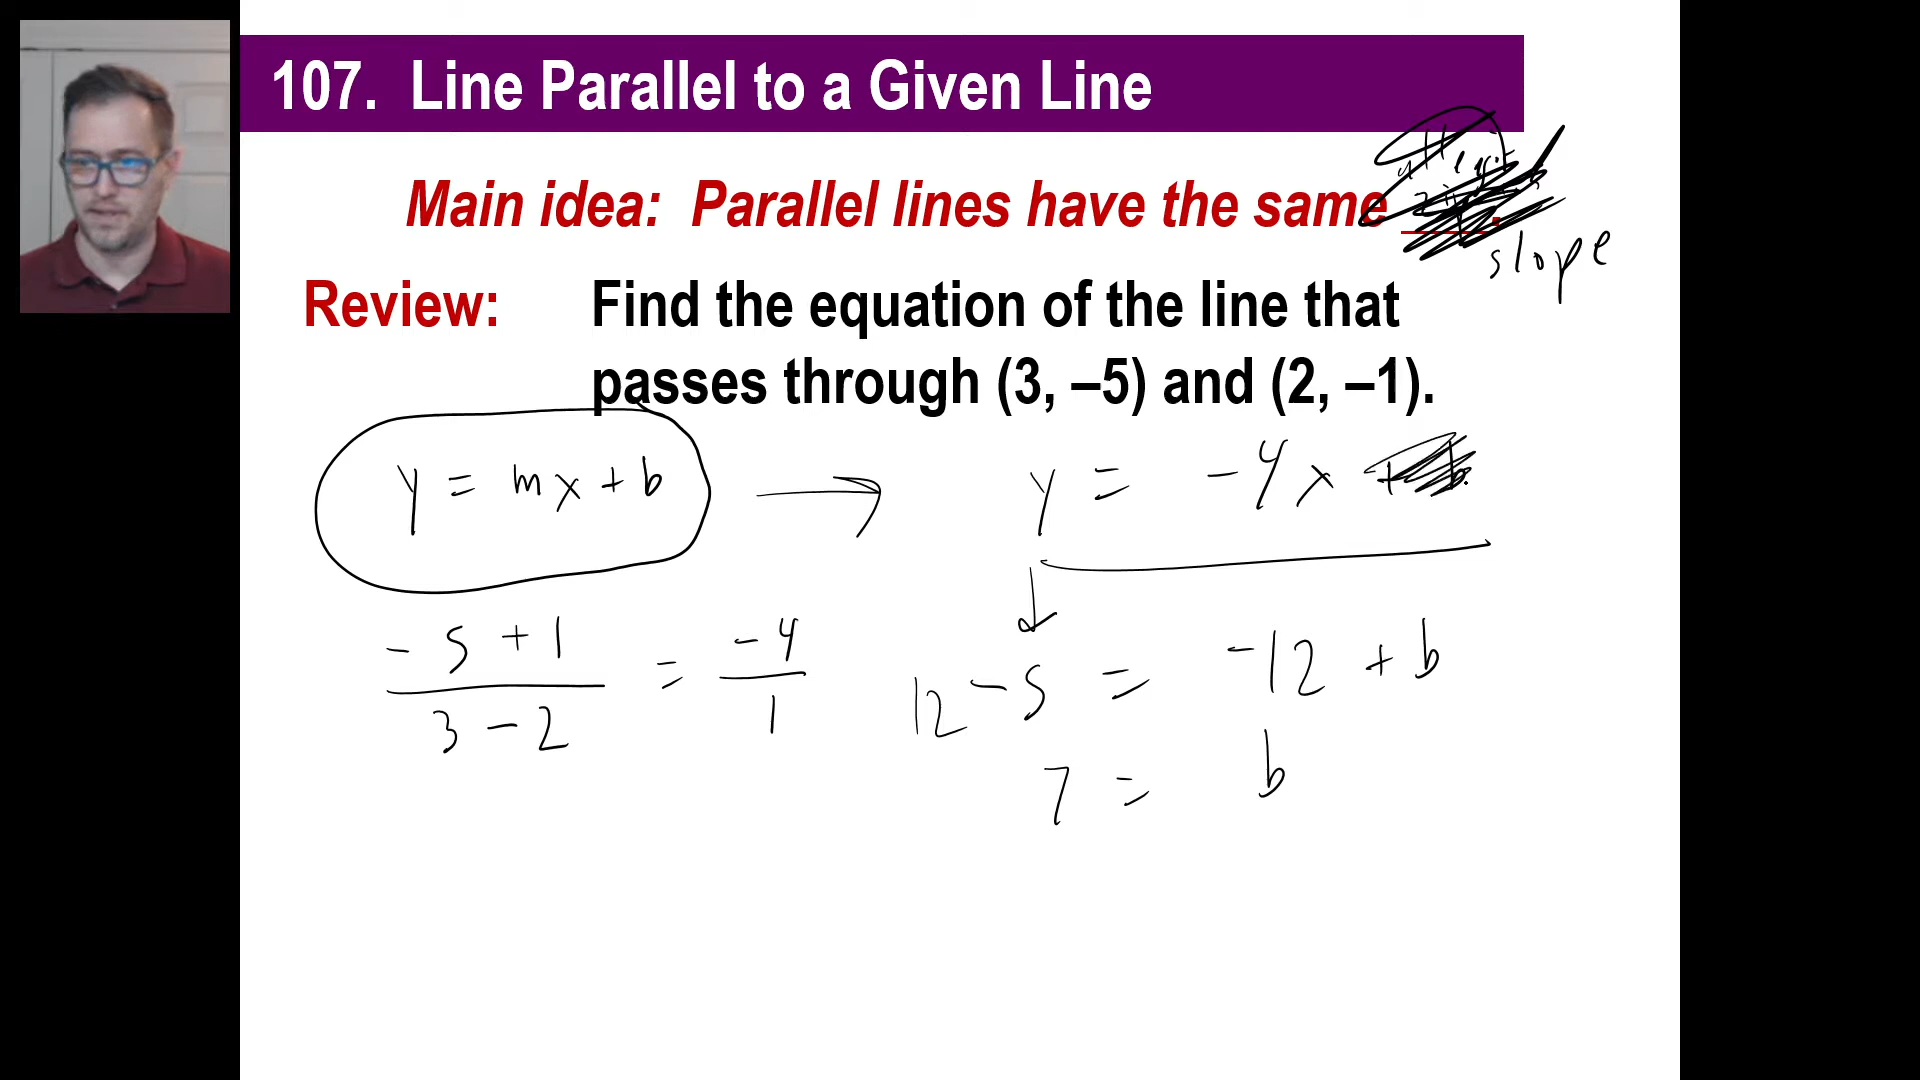 107. Line Parallel to a Given Line
Main idea: Parallel lines have the same ____.
slope
Review: Find the equation of the line that
passes through (3, –5) and (2, –1).
y = mx + b → y = -4x
-5 + 1 / 3 - 2 = -4 / 1
12 - 5 = -12 + b
7 = b